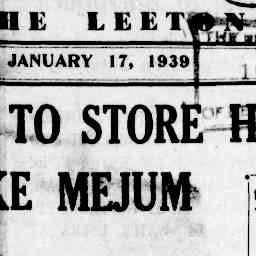 HE LEETON
JANUARY 17, 1939
TO STORE H
KE MEJUM